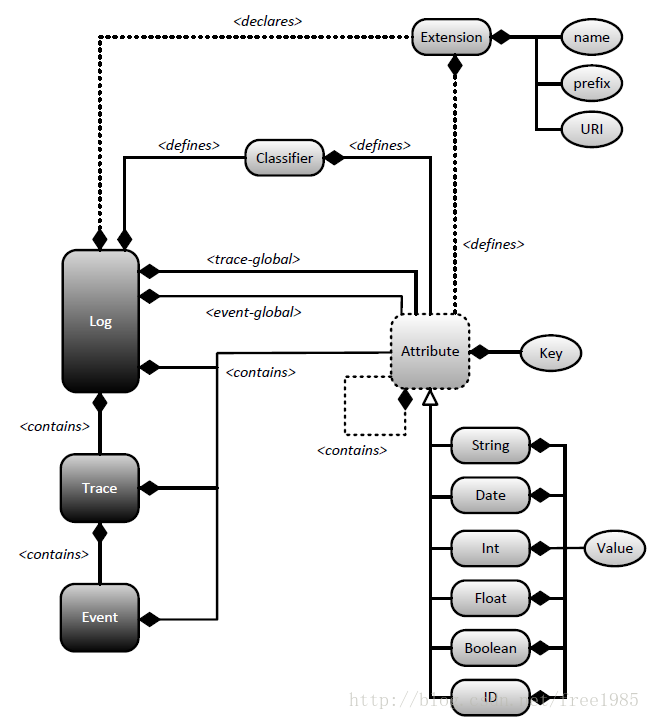 <declares>
Extension
name
prefix
URI
<defines>
Classifier
<defines>
<defines>
<trace-global>
<event-global>
Log
Attribute
Key
<contains>
<contains>
<contains>
String
Trace
Date
Int
Value
<contains>
Float
Event
Boolean
ID
http://blog.csdn.net/free1985